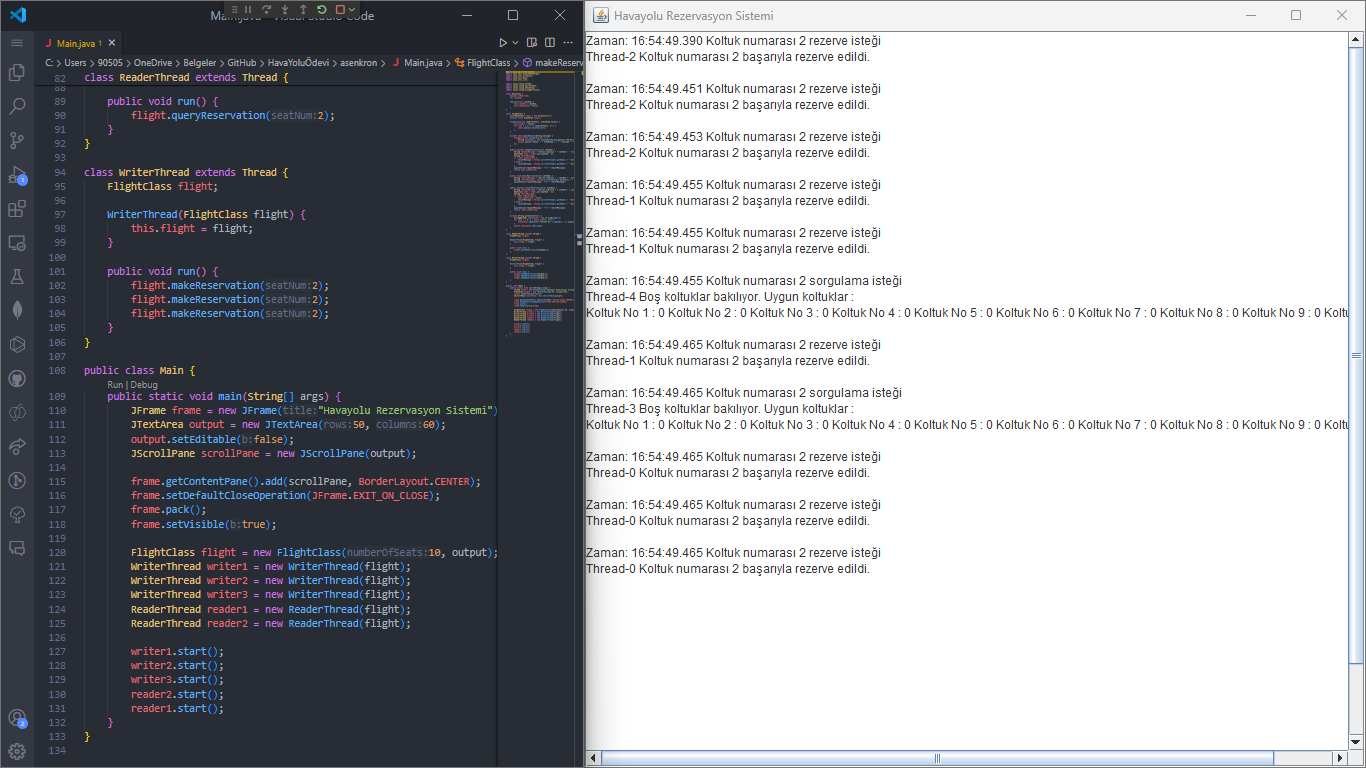 Main.java - Visual Studio Code
Main.java 1
C: > Users > 90505 > OneDrive > Belgeler > GitHub > HavaYoluÖdevi > asenkron > Main.java > FlightClass > makeReserv
82 class ReaderThread extends Thread {
88
89 public void run() {
90 flight.queryReservation(seatNum:2);
91 }
92 }
93
94 class WriterThread extends Thread {
95 FlightClass flight;
96
97 WriterThread(FlightClass flight) {
98 this.flight = flight;
99 }
100
101 public void run() {
102 flight.makeReservation(seatNum:2);
103 flight.makeReservation(seatNum:2);
104 flight.makeReservation(seatNum:2);
105 }
106 }
107
108 public class Main {
Run | Debug
109 public static void main(String[] args) {
110 JFrame frame = new JFrame(title:"Havayolu Rezervasyon Sistemi")
111 JTextArea output = new JTextArea(rows:50, columns:60);
112 output.setEditable(b:false);
113 JScrollPane scrollPane = new JScrollPane(output);
114
115 frame.getContentPane().add(scrollPane, BorderLayout.CENTER);
116 frame.setDefaultCloseOperation(JFrame.EXIT_ON_CLOSE);
117 frame.pack();
118 frame.setVisible(b:true);
119
120 FlightClass flight = new FlightClass(numberOfSeats:10, output);
121 WriterThread writer1 = new WriterThread(flight);
122 WriterThread writer2 = new WriterThread(flight);
123 WriterThread writer3 = new WriterThread(flight);
124 ReaderThread reader1 = new ReaderThread(flight);
125 ReaderThread reader2 = new ReaderThread(flight);
126
127 writer1.start();
128 writer2.start();
129 writer3.start();
130 reader2.start();
131 reader1.start();
132 }
133 }
134
1
2
Havayolu Rezervasyon Sistemi
Zaman: 16:54:49.390 Koltuk numarası 2 rezerve isteği
Thread-2 Koltuk numarası 2 başarıyla rezerve edildi.
Zaman: 16:54:49.451 Koltuk numarası 2 rezerve isteği
Thread-2 Koltuk numarası 2 başarıyla rezerve edildi.
Zaman: 16:54:49.453 Koltuk numarası 2 rezerve isteği
Thread-2 Koltuk numarası 2 başarıyla rezerve edildi.
Zaman: 16:54:49.455 Koltuk numarası 2 rezerve isteği
Thread-1 Koltuk numarası 2 başarıyla rezerve edildi.
Zaman: 16:54:49.455 Koltuk numarası 2 rezerve isteği
Thread-1 Koltuk numarası 2 başarıyla rezerve edildi.
Zaman: 16:54:49.455 Koltuk numarası 2 sorgulama isteği
Thread-4 Boş koltuklar bakılıyor. Uygun koltuklar :
Koltuk No 1 : 0 Koltuk No 2 : 0 Koltuk No 3 : 0 Koltuk No 4 : 0 Koltuk No 5 : 0 Koltuk No 6 : 0 Koltuk No 7 : 0 Koltuk No 8 : 0 Koltuk No 9 : 0 Koltu
Zaman: 16:54:49.465 Koltuk numarası 2 rezerve isteği
Thread-1 Koltuk numarası 2 başarıyla rezerve edildi.
Zaman: 16:54:49.465 Koltuk numarası 2 sorgulama isteği
Thread-3 Boş koltuklar bakılıyor. Uygun koltuklar :
Koltuk No 1 : 0 Koltuk No 2 : 0 Koltuk No 3 : 0 Koltuk No 4 : 0 Koltuk No 5 : 0 Koltuk No 6 : 0 Koltuk No 7 : 0 Koltuk No 8 : 0 Koltuk No 9 : 0 Koltu
Zaman: 16:54:49.465 Koltuk numarası 2 rezerve isteği
Thread-0 Koltuk numarası 2 başarıyla rezerve edildi.
Zaman: 16:54:49.465 Koltuk numarası 2 rezerve isteği
Thread-0 Koltuk numarası 2 başarıyla rezerve edildi.
Zaman: 16:54:49.465 Koltuk numarası 2 rezerve isteği
Thread-0 Koltuk numarası 2 başarıyla rezerve edildi.